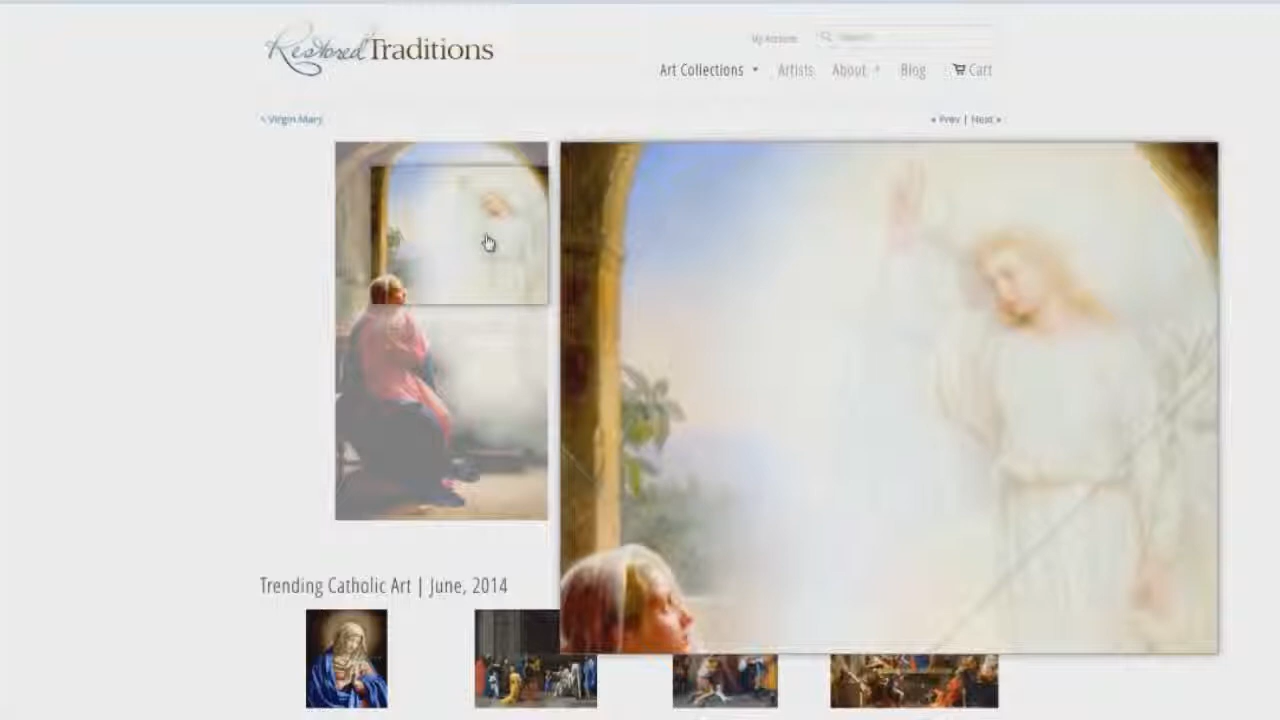 Restored Traditions
My Account
Search
Art Collections
Artists
About
Blog
Cart
< Virgin Mary
« Prev | Next »
Trending Catholic Art | June, 2014